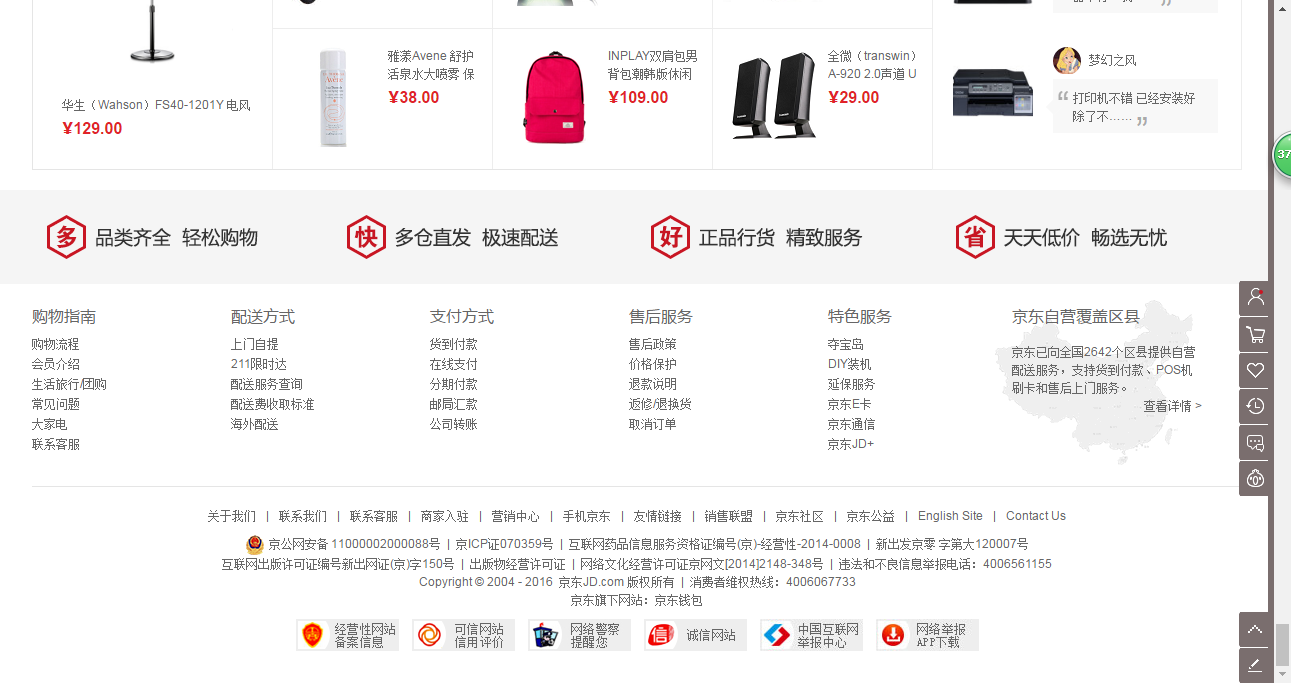 华生（Wahson）FS40-1201Y 电风
¥129.00
雅漾Avene 舒护
活泉水大喷雾 保
¥38.00
INPLAY双肩包男
背包潮韩版休闲
¥109.00
全微（transwin）
A-920 2.0声道 U
¥29.00
梦幻之风
“ 打印机不错 已经安装好
除了不…… ”
37
多 品类齐全 轻松购物
快 多仓直发 极速配送
好 正品行货 精致服务
省 天天低价 畅选无忧
购物指南
购物流程
会员介绍
生活旅行/团购
常见问题
大家电
联系客服
配送方式
上门自提
211限时达
配送服务查询
配送费收取标准
海外配送
支付方式
货到付款
在线支付
分期付款
邮局汇款
公司转账
售后服务
售后政策
价格保护
退款说明
返修/退换货
取消订单
特色服务
夺宝岛
DIY装机
延保服务
京东E卡
京东通信
京东JD+
京东自营覆盖区县
京东已向全国2642个区县提供自营
配送服务，支持货到付款、POS机
刷卡和售后上门服务。
查看详情 >
关于我们 | 联系我们 | 联系客服 | 商家入驻 | 营销中心 | 手机京东 | 友情链接 | 销售联盟 | 京东社区 | 京东公益 | English Site | Contact Us
京公网安备 11000002000088号 | 京ICP证070359号 | 互联网药品信息服务资格证编号(京)-经营性-2014-0008 | 新出发京零 字第大120007号
互联网出版许可证编号新出网证(京)字150号 | 出版物经营许可证 | 网络文化经营许可证京网文[2014]2148-348号 | 违法和不良信息举报电话：4006561155
Copyright © 2004 - 2016 京东JD.com 版权所有 | 消费者维权热线：4006067733
京东旗下网站：京东钱包
经营性网站
备案信息
可信网站
信用评价
网络警察
提醒您
信 诚信网站
中国互联网
举报中心
网络举报
APP下载